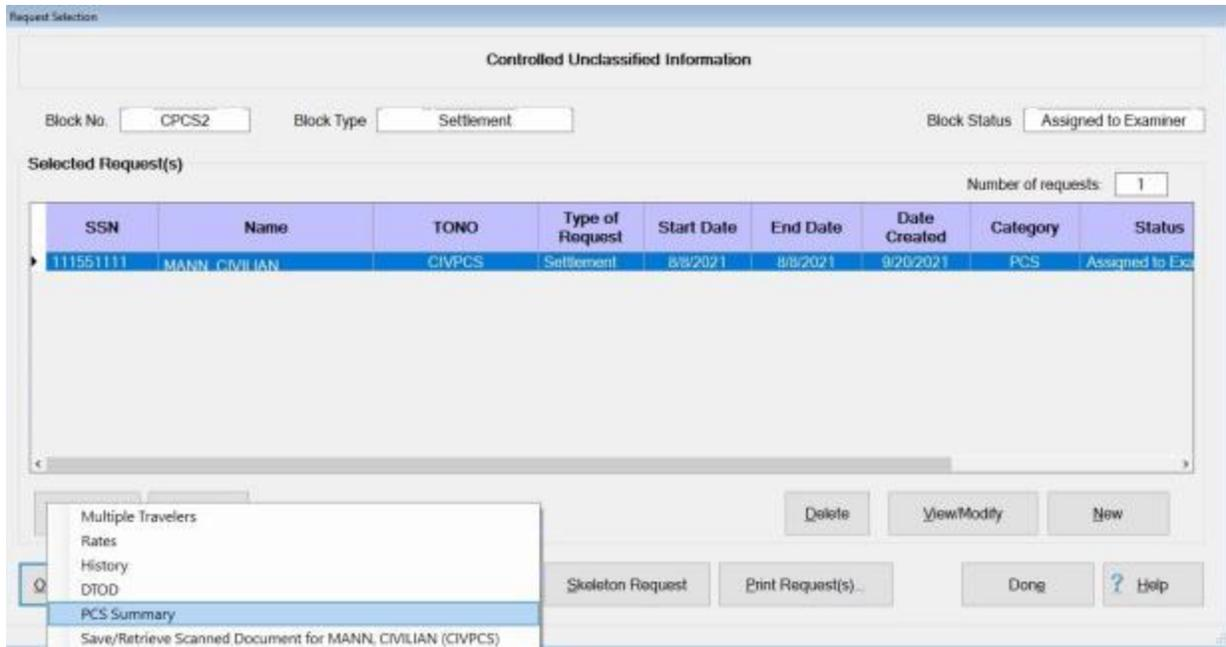 Request Selection
Controlled Unclassified Information
Block No. CPCS2 Block Type Settlement Block Status Assigned to Examiner
Selected Request(s)
Number of requests 1
SSN Name TONO Type of Request Start Date End Date Date Created Category Status
111551111 MANN, CIVILIAN CIVPCS Settlement 8/8/2021 8/8/2021 9/20/2021 PCS Assigned to Exa
Delete View/Modify New
Multiple Travelers
Rates
History
DTOD
PCS Summary
Save/Retrieve Scanned Document for MANN, CIVILIAN (CIVPCS)
O Skeleton Request Print Request(s)... Done ? Help